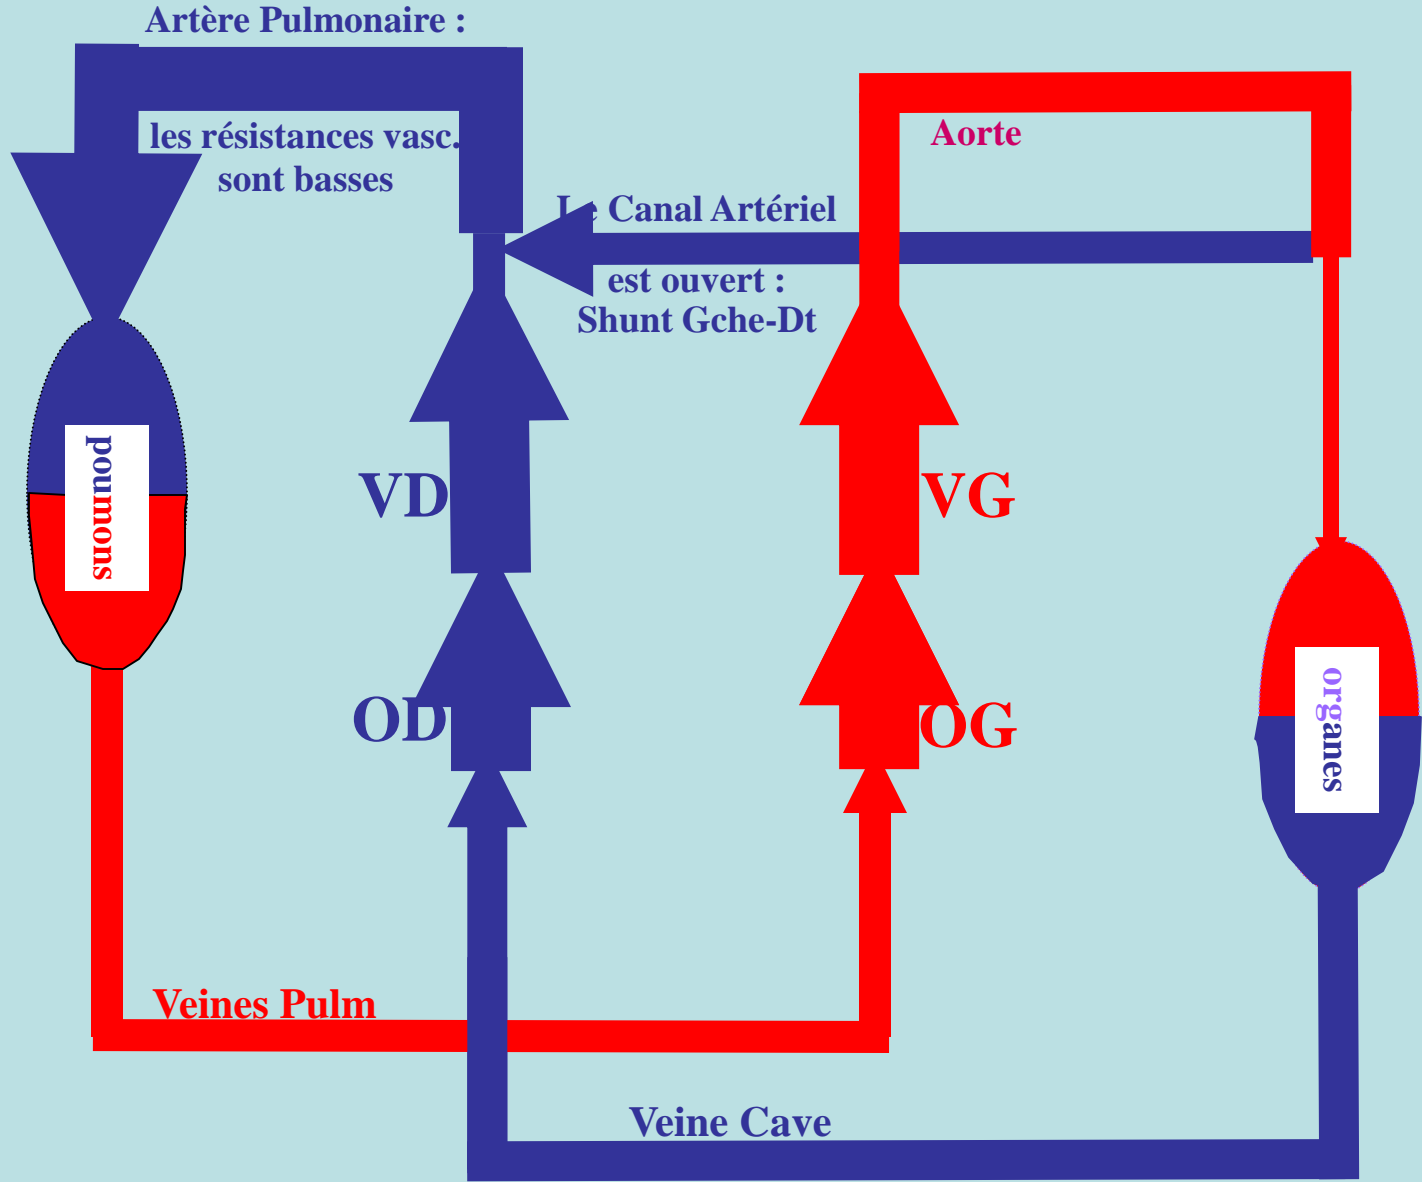 Artère Pulmonaire :
les résistances vasc.
sont basses
Aorte
Le Canal Artériel
est ouvert :
Shunt Gche-Dt
poumons
VD
VG
organes
OD
OG
Veines Pulm
Veine Cave